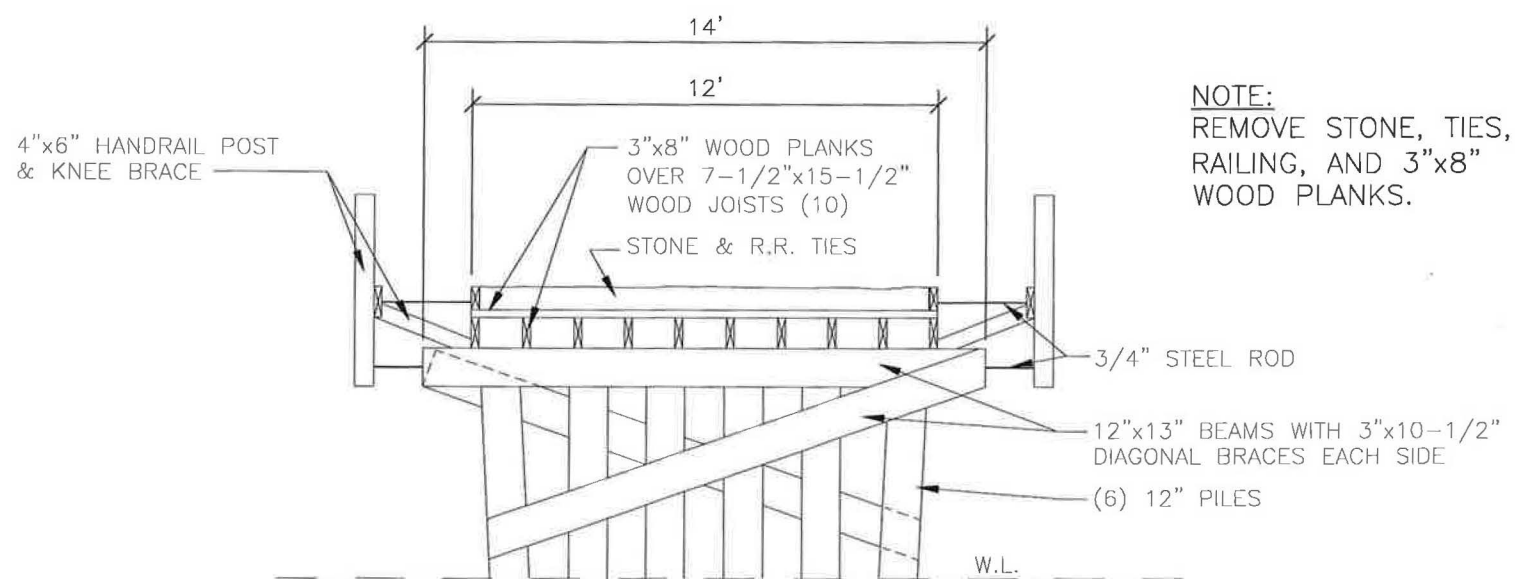 14'
12'
4"x6" HANDRAIL POST
& KNEE BRACE
3"x8" WOOD PLANKS
OVER 7-1/2"x15-1/2"
WOOD JOISTS (10)
STONE & R.R. TIES
NOTE:
REMOVE STONE, TIES,
RAILING, AND 3"x8"
WOOD PLANKS.
3/4" STEEL ROD
12"x13" BEAMS WITH 3"x10-1/2"
DIAGONAL BRACES EACH SIDE
(6) 12" PILES
W.L.